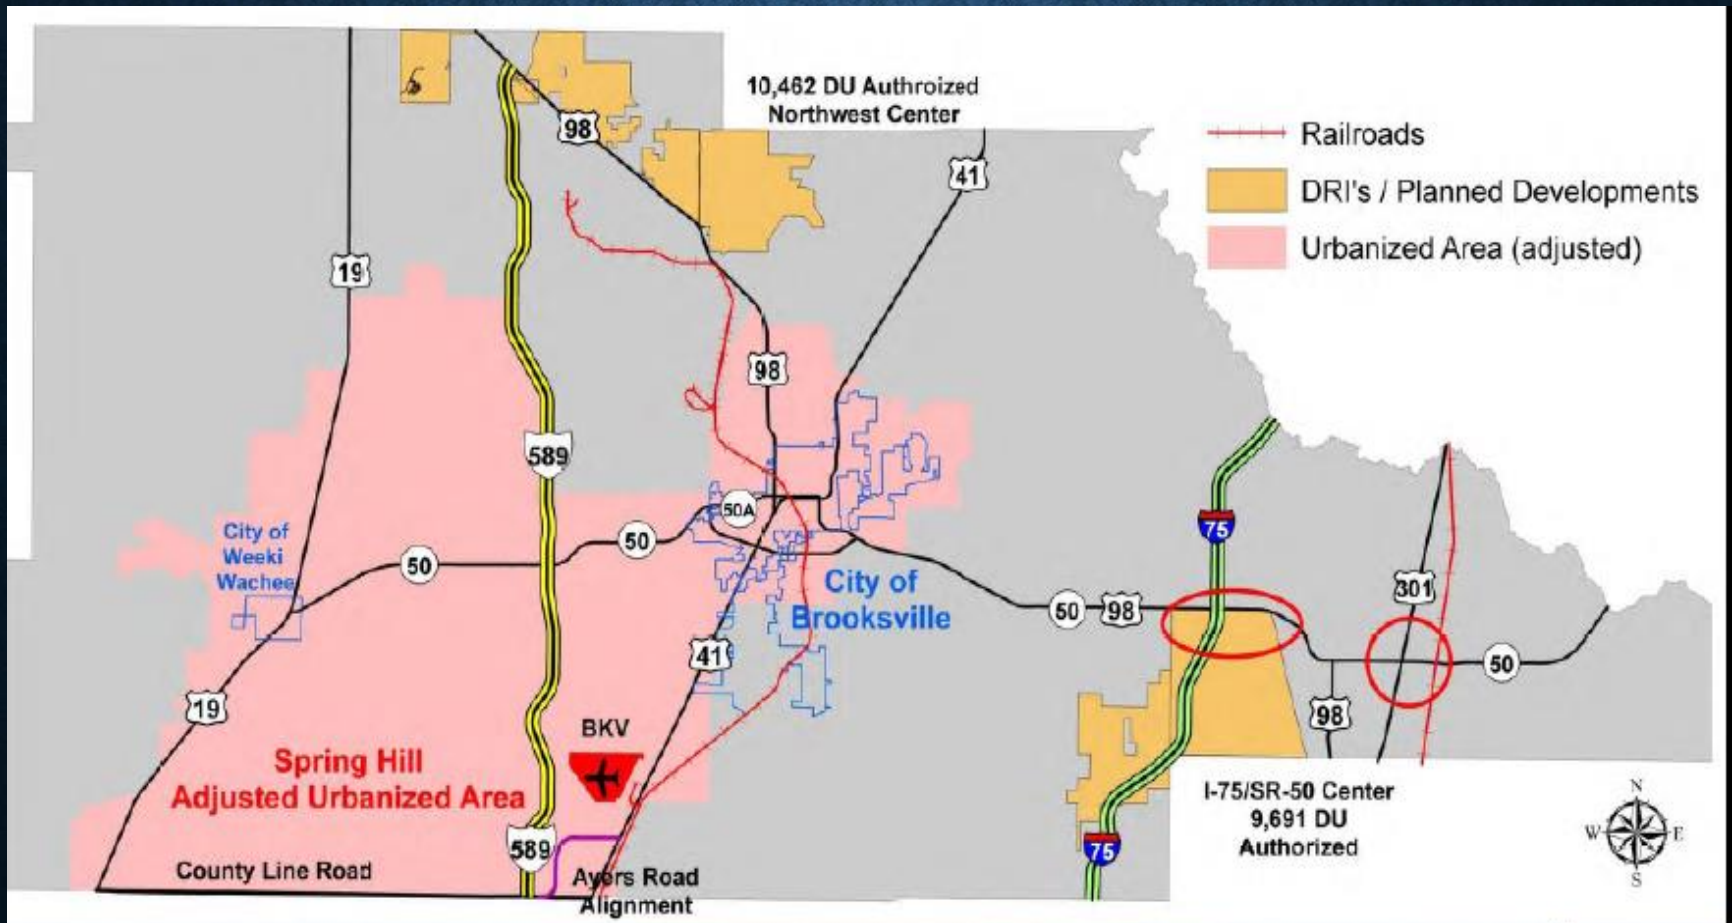 10,462 DU Authroized
Northwest Center
98
41
Railroads
DRI's / Planned Developments
Urbanized Area (adjusted)
19
98
589
50A
City of
Weeki
Wachee
50
50
75
City of
Brooksville
301
50
98
41
50
19
98
BKV
Spring Hill
Adjusted Urbanized Area
I-75/SR-50 Center
9,691 DU
Authorized
N
W
E
S
589
75
County Line Road
Ayers Road
Alignment